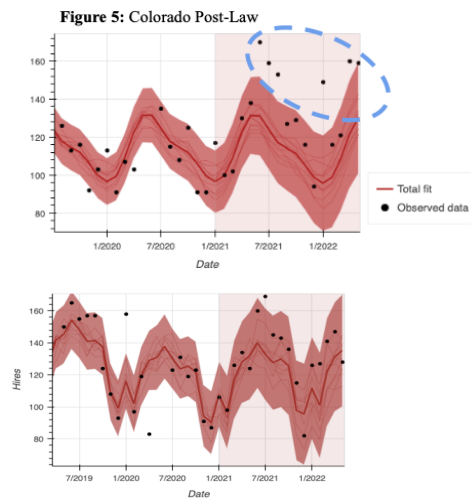 Figure 5: Colorado Post-Law
160
140
120
100
80
1/2020 7/2020 1/2021 7/2021 1/2022
Date
Total fit
Observed data
160
140
120
100
80
Hires
7/2019 1/2020 7/2020 1/2021 7/2021 1/2022
Date